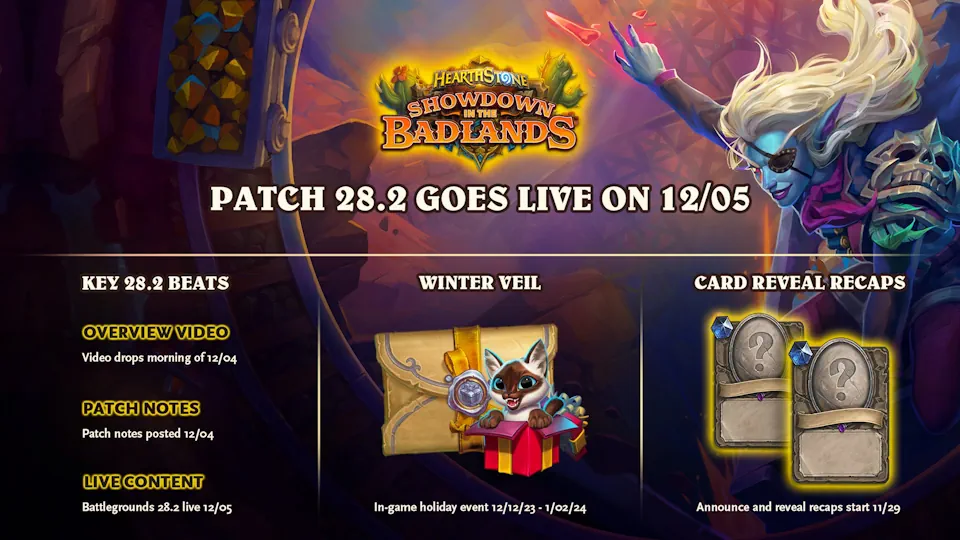 HEARTHSTONE
SHOWDOWN
IN THE
BADLANDS
PATCH 28.2 GOES LIVE ON 12/05
KEY 28.2 BEATS
OVERVIEW VIDEO
Video drops morning of 12/04
PATCH NOTES
Patch notes posted 12/04
LIVE CONTENT
Battlegrounds 28.2 live 12/05
WINTER VEIL
In-game holiday event 12/12/23 - 1/02/24
CARD REVEAL RECAPS
?
?
Announce and reveal recaps start 11/29